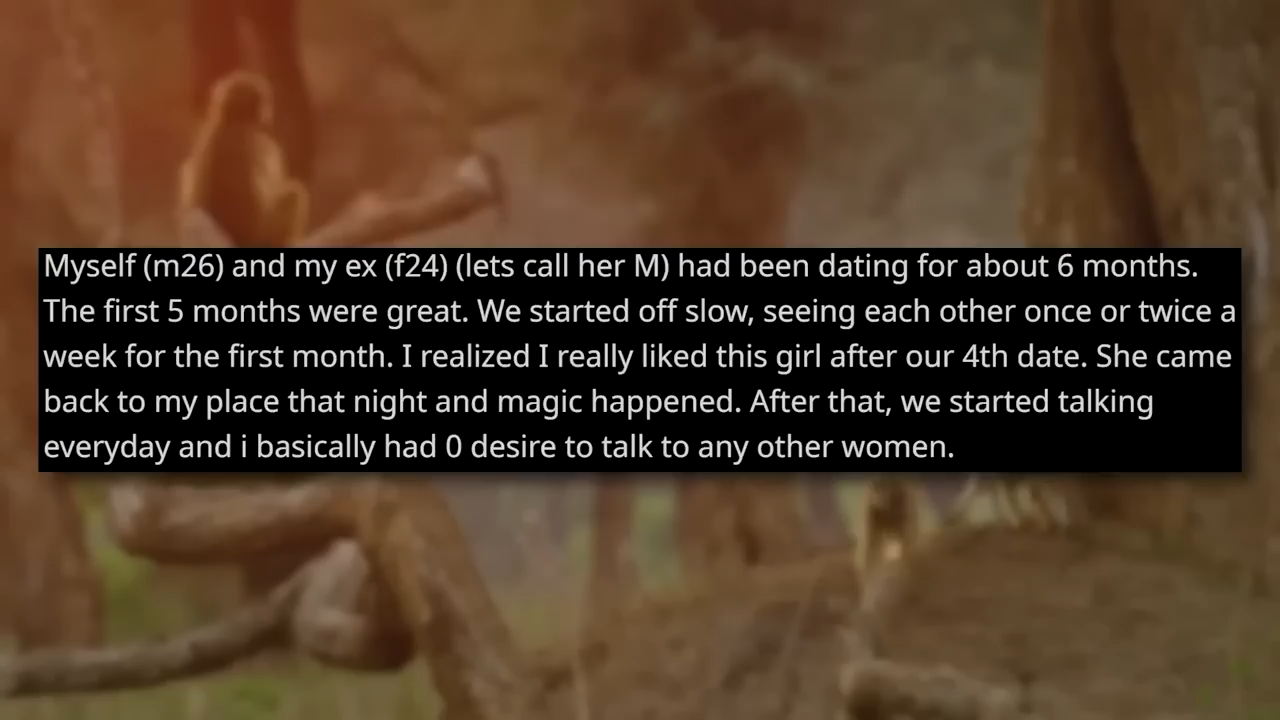 Myself (m26) and my ex (f24) (lets call her M) had been dating for about 6 months.
The first 5 months were great. We started off slow, seeing each other once or twice a
week for the first month. I realized I really liked this girl after our 4th date. She came
back to my place that night and magic happened. After that, we started talking
everyday and i basically had 0 desire to talk to any other women.